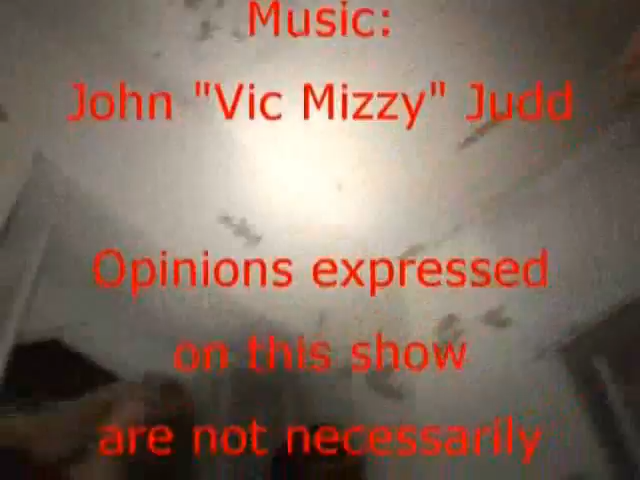 Music:
John "Vic Mizzy" Judd
Opinions expressed
on this show
are not necessarily